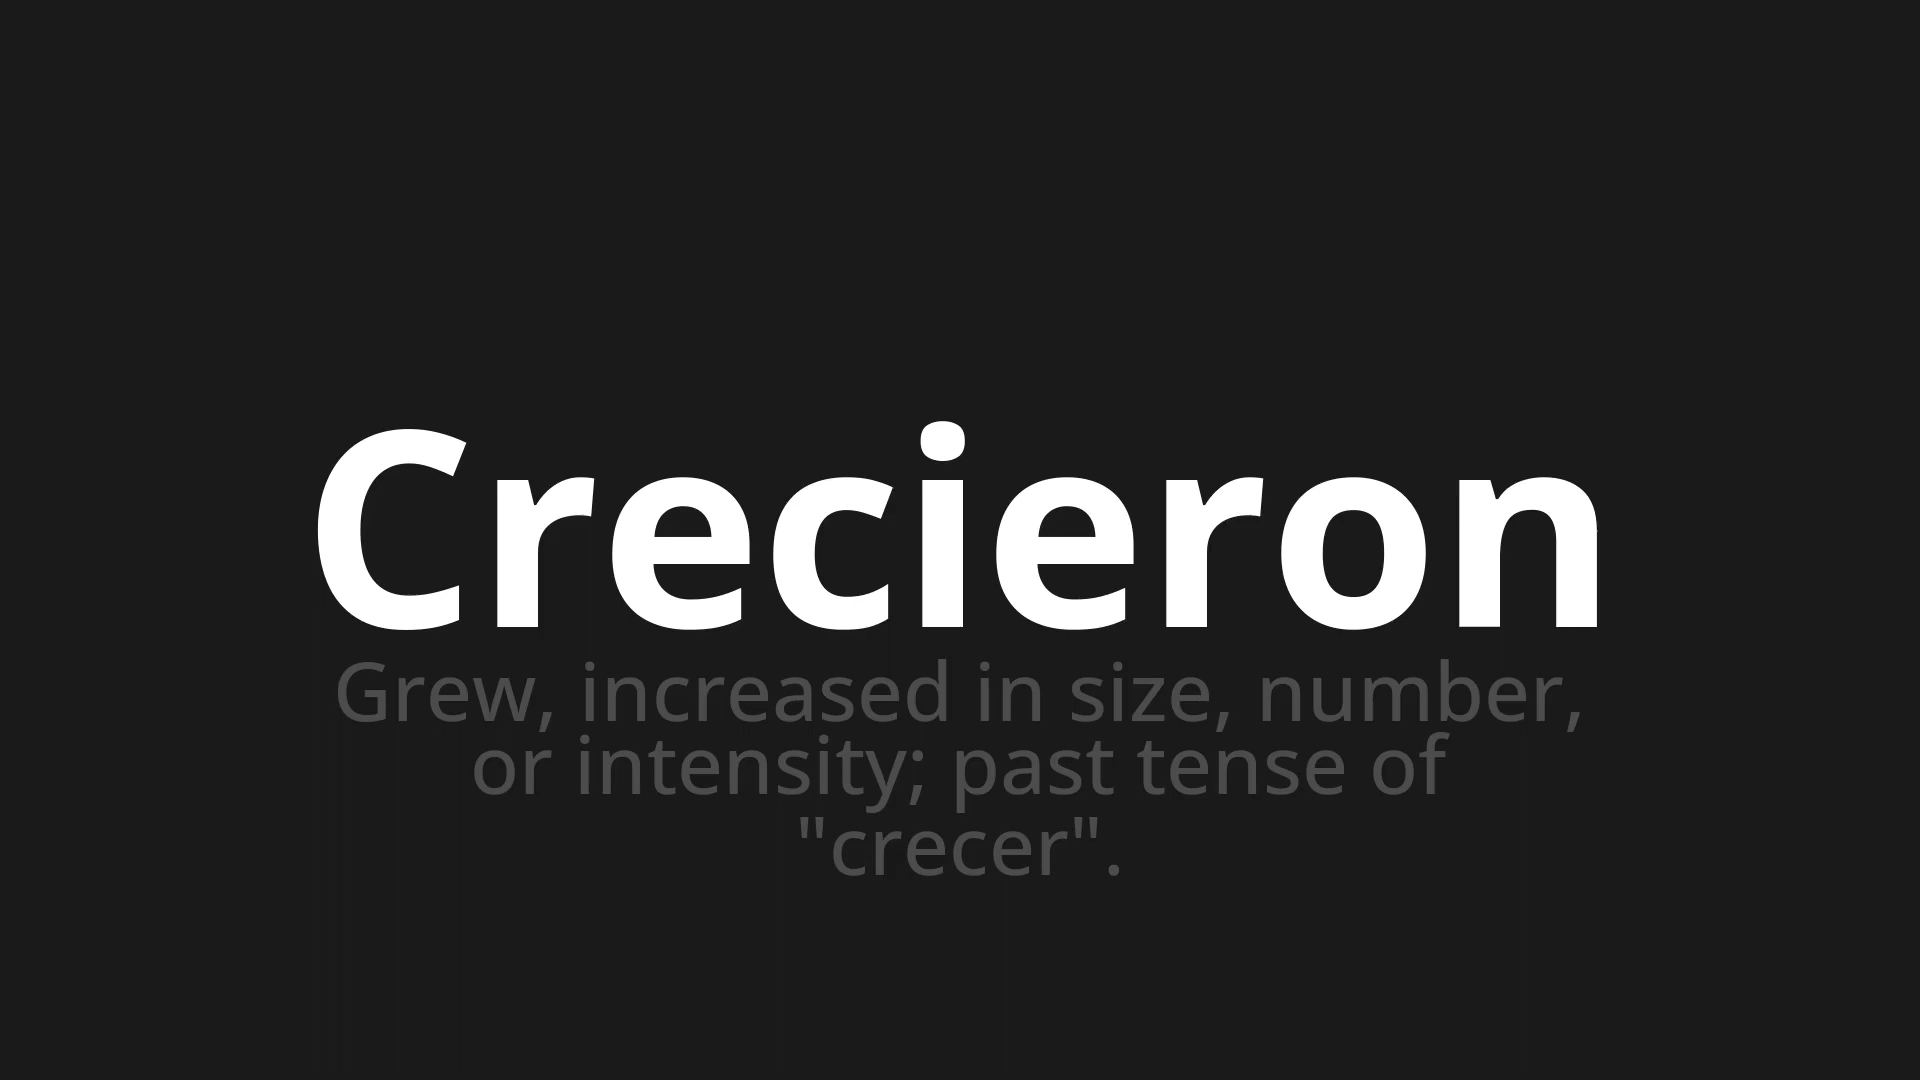 Crecieron
Grew, increased in size, number,
or intensity; past tense of
"crecer".